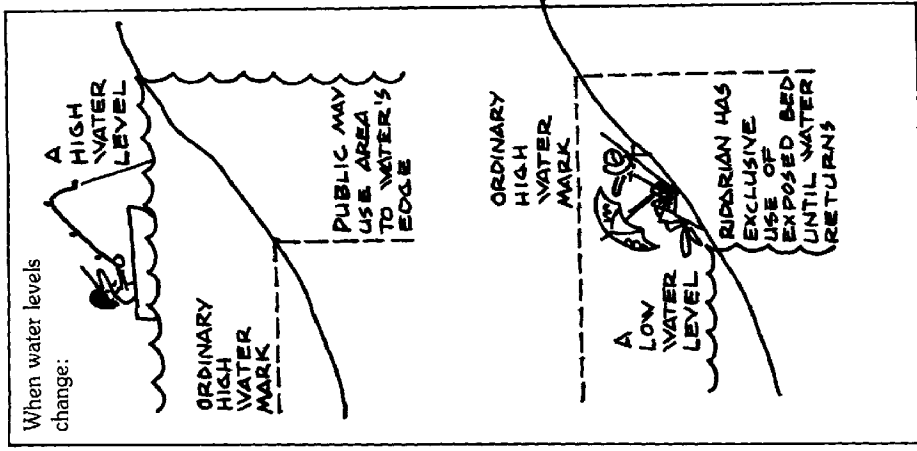 When water levels
change:
A
HIGH
WATER
LEVEL
ORDINARY
HIGH
WATER
MARK
PUBLIC MAY
USE AREA
TO WATER'S
EDGE
ORDINARY
HIGH
WATER
MARK
A
LOW
WATER
LEVEL
RIPARIAN HAS
EXCLUSIVE
USE OF
EXPOSED BED
UNTIL WATER
RETURNS